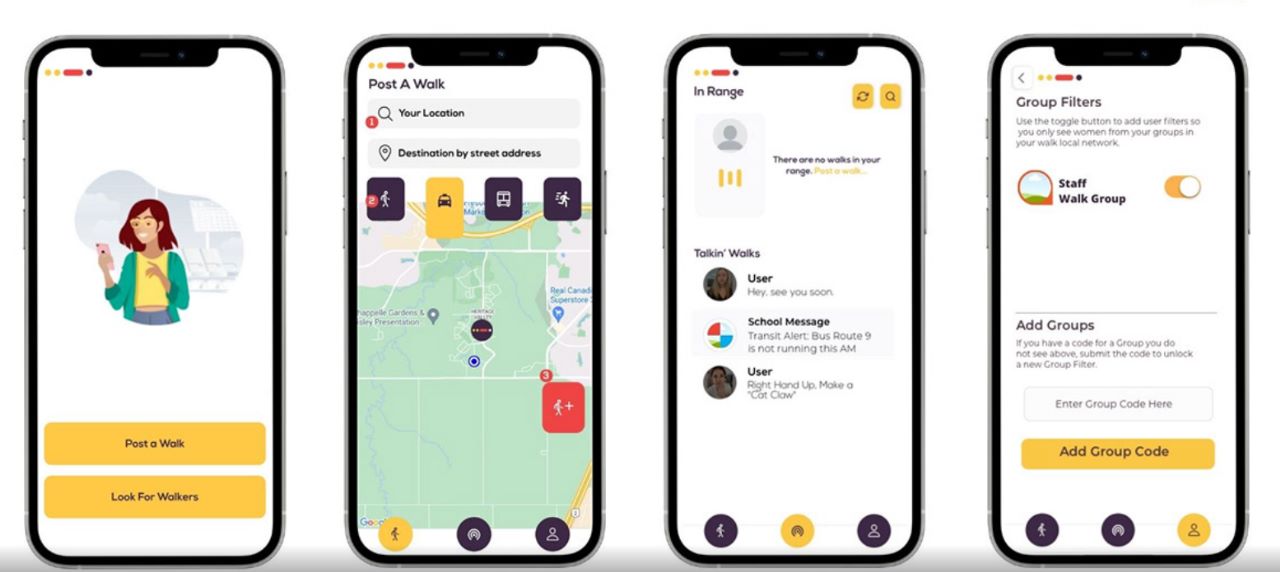 Post a Walk
Look For Walkers
Post A Walk
1
Your Location
Destination by street address
2
Real Canadi
Superstore
happelle Gardens &
isley Presentation
HERITAGE
VALLEY
3
In Range
There are no walks in your
range. Post a walk...
Talkin' Walks
User
Hey, see you soon.
School Message
Transit Alert: Bus Route 9
is not running this AM
User
Right Hand Up, Make a
"Cat Claw"
Group Filters
Use the toggle button to add user filters so
you only see women from your groups in
your walk local network.
Staff
Walk Group
Add Groups
If you have a code for a Group you do
not see above, submit the code to unlock
a new Group Filter.
Enter Group Code Here
Add Group Code